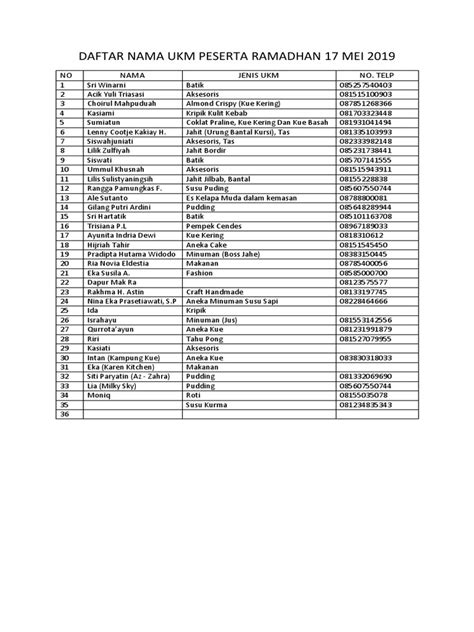 DAFTAR NAMA UKM PESERTA RAMADHAN 17 MEI 2019
NO NAMA JENIS UKM NO. TELP
1 Sri Winarni Batik 085257540403
2 Acik Yuli Triasasi Aksesoris 081515100903
3 Choirul Mahpuduah Almond Crispy (Kue Kering) 087851268366
4 Kasiami Kripik Kulit Kebab 081703323448
5 Sumiatun Coklat Praline, Kue Kering Dan Kue Basah 081931041494
6 Lenny Cootje Kakiay H. Jahit (Urung Bantal Kursi), Tas 081335103993
7 Siswahjuniati Aksesoris, Tas 082333982148
8 Lilik Zulfiyah Jahit Bordir 085231738441
9 Siswati Batik 085707141555
10 Ummul Khusnah Aksesoris 081515943911
11 Lilis Sulistyaningsih Jahit Jilbab, Bantal 08155228838
12 Rangga Pamungkas F. Susu Puding 085607550744
13 Ale Sutanto Es Kelapa Muda dalam kemasan 08788800081
14 Gilang Putri Ardini Pudding 085648289944
15 Sri Hartatik Batik 085101163708
16 Trisiana P.L Pempek Cendes 08967189033
17 Ayunita Indria Dewi Kue Kering 0818310612
18 Hijriah Tahir Aneka Cake 08151545450
19 Pradipta Hutama Widodo Minuman (Boss Jahe) 08383150445
20 Ria Novia Eldestia Makanan 08785400056
21 Eka Susila A. Fashion 08585000700
22 Dapur Mak Ra 08123575577
23 Rakhma H. Astin Craft Handmade 08133197745
24 Nina Eka Prasetiawati, S.P Aneka Minuman Susu Sapi 08228464666
25 Ida Kripik
26 Israhayu Minuman (Jus) 081553142556
27 Qurrota'ayun Aneka Kue 081231991879
28 Riri Tahu Pong 081527079955
29 Kasiati Aksesoris
30 Intan (Kampung Kue) Aneka Kue 083830318033
31 Eka (Karen Kitchen) Makanan
32 Siti Paryatin (Az - Zahra) Pudding 081332069690
33 Lia (Milky Sky) Pudding 085607550744
34 Moniq Roti 08155035078
35 Susu Kurma 081234835343
36